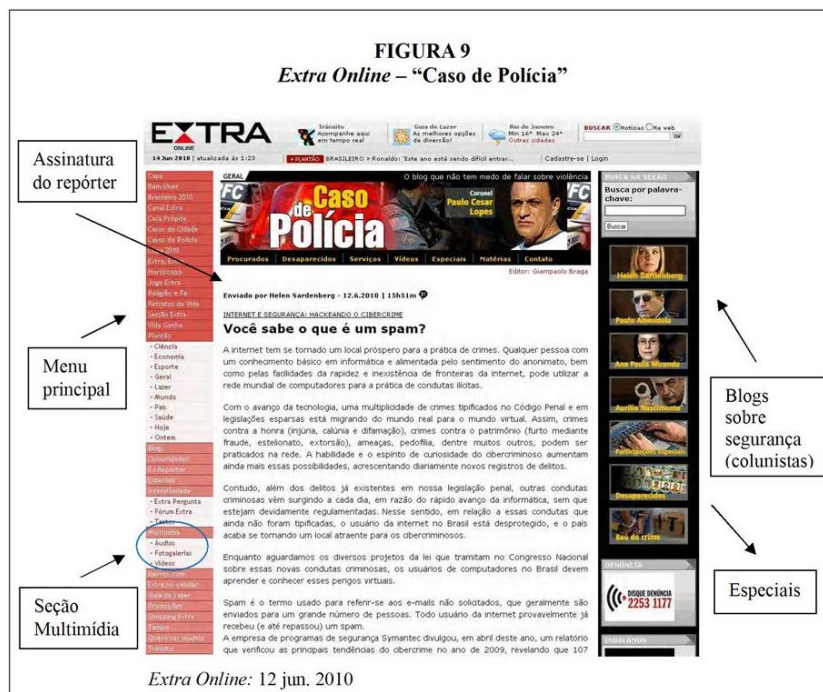 FIGURA 9
Extra Online – “Caso de Polícia”
Assinatura
do repórter
Menu
principal
Seção
Multimídia
EXTRA
ONLINE
Trânsito
Acompanhe aqui
em tempo real
Guia de Lazer
As melhores opções
de diversão!
Rio de Janeiro
Min 16° Max 24°
Outras cidades
BUSCAR Notícias Na web
OK
14 Jun 2010 | atualizada às 1:23
+ PLANTÃO BRASILEIRO > Ronaldo: 'Este ano está sendo difícil entrar...
Cadastre-se | Login
Capa
Bem-Viver
Brasileiro 2010
Canal Extra
Casa Própria
Casos de Cidade
Casos de Polícia
Extra, Extra
Horóscopo
Jogo Extra
Religião e Fé
Retratos da Vida
Sessão Extra
Vida Ganha
Plantão
- Ciência
- Economia
- Esporte
- Geral
- Lazer
- Mundo
- País
- Saúde
- Hoje
- Ontem
Blogs
Comunidades
Eu-Repórter
Especiais
Interatividade
- Extra Pergunta
- Fórum Extra
- Testes
Multimídia
- Áudios
- Fotogalerias
- Vídeos
Extra no celular
Guia de Lazer
Promoções
Shopping Extra
Tempo
Quero ser modelo
Trânsito
GERAL
O blog que não tem medo de falar sobre violência
Caso
de
Polícia
Coronel
Paulo Cesar
Lopes
Procurados | Desaparecidos | Serviços | Vídeos | Especiais | Matérias | Contato
Editor: Giampaolo Braga
Enviado por Helen Sardenberg - 12.6.2010 | 15h51m
INTERNET E SEGURANÇA: HACKEANDO O CIBERCRIME
Você sabe o que é um spam?
A internet tem se tornado um local próspero para a prática de crimes. Qualquer pessoa com
um conhecimento básico em informática e alimentada pelo sentimento do anonimato, bem
como pelas facilidades da rapidez e inexistência de fronteiras da internet, pode utilizar a
rede mundial de computadores para a prática de condutas ilícitas.
Com o avanço da tecnologia, uma multiplicidade de crimes tipificados no Código Penal e em
legislações esparsas está migrando do mundo real para o mundo virtual. Assim, crimes
contra a honra (injúria, calúnia e difamação), crimes contra o patrimônio (furto mediante
fraude, estelionato, extorsão), ameaças, pedofilia, dentre muitos outros, podem ser
praticados na rede. A habilidade e o espírito de curiosidade do cibercriminoso aumentam
ainda mais essas possibilidades, acrescentando diariamente novos registros de delitos.
Contudo, além dos delitos já existentes em nossa legislação penal, outras condutas
criminosas vêm surgindo a cada dia, em razão do rápido avanço da informática, sem que
estejam devidamente regulamentadas. Nesse sentido, em relação a essas condutas que
ainda não foram tipificadas, o usuário da internet no Brasil está desprotegido, e o país
acaba se tornando um local atraente para os cibercriminosos.
Enquanto aguardamos os diversos projetos da lei que tramitam no Congresso Nacional
sobre essas novas condutas criminosas, os usuários de computadores no Brasil devem
aprender e conhecer esses perigos virtuais.
Spam é o termo usado para referir-se aos e-mails não solicitados, que geralmente são
enviados para um grande número de pessoas. Todo usuário da internet provavelmente já
recebeu (e até repassou) um spam.
A empresa de programas de segurança Symantec divulgou, em abril deste ano, um relatório
que verificou as principais tendências do cibercrime no ano de 2009, revelando que 107
BUSCA NA SEÇÃO
Busca por palavra-
chave:
Buscar
Helen Sardenberg
Paulo Amendola
Ana Paula Miranda
Aurílio Nascimento
Participações especiais
Desaparecidos
Baú do crime
DENÚNCIA
DISQUE DENÚNCIA
2253 1177
INDICAMOS
Blogs
sobre
segurança
(colunistas)
Especiais
Extra Online: 12 jun. 2010